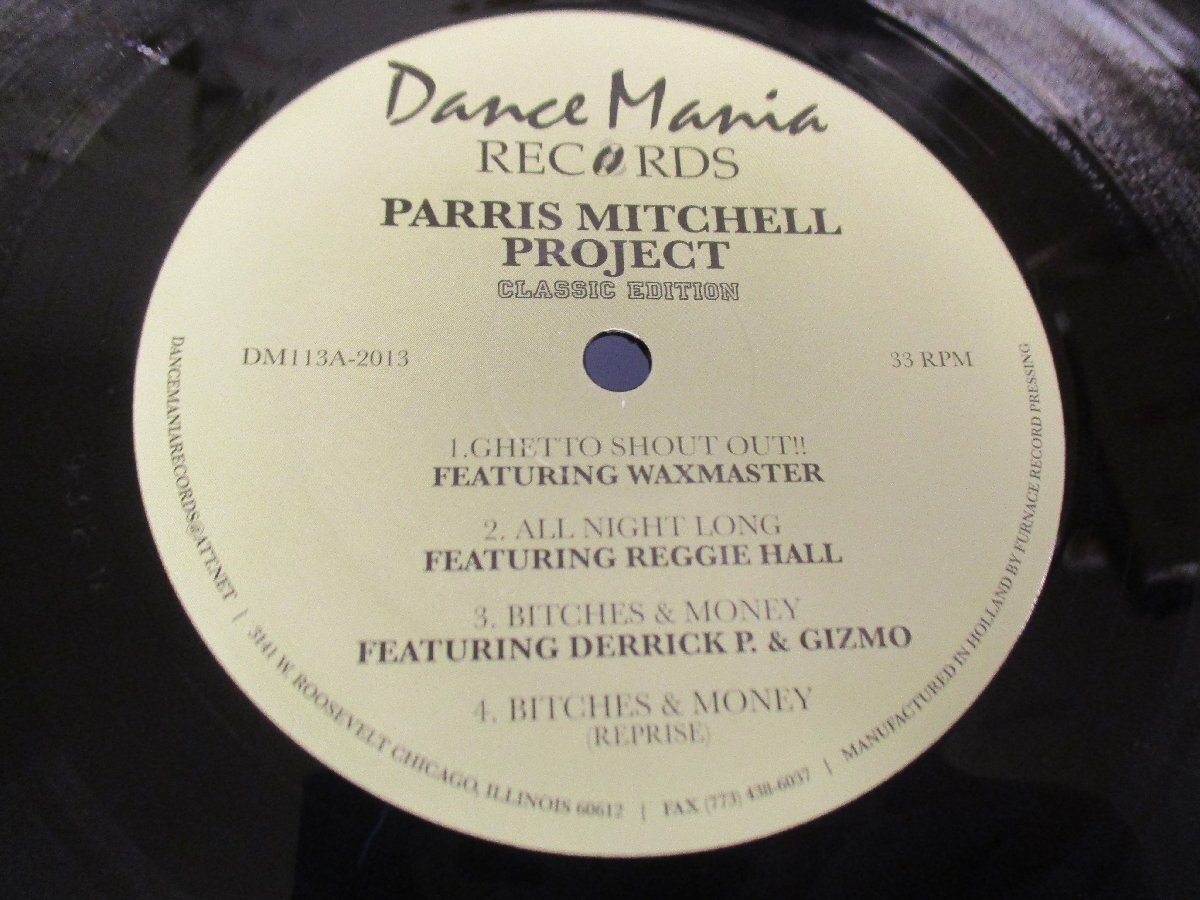 Dance Mania
RECORDS
PARRIS MITCHELL
PROJECT
CLASSIC EDITION
DM113A-2013
33 RPM
1.GHETTO SHOUT OUT!!
FEATURING WAXMASTER
2. ALL NIGHT LONG
FEATURING REGGIE HALL
3. BITCHES & MONEY
FEATURING DERRICK P. & GIZMO
4. BITCHES & MONEY
(REPRISE)
DANCEMANIARECORDS@ATT.NET | 3141 W. ROOSEVELT CHICAGO, ILLINOIS 60612 | FAX (773) 438-6037 | MANUFACTURED IN HOLLAND BY FURNACE RECORD PRESSING